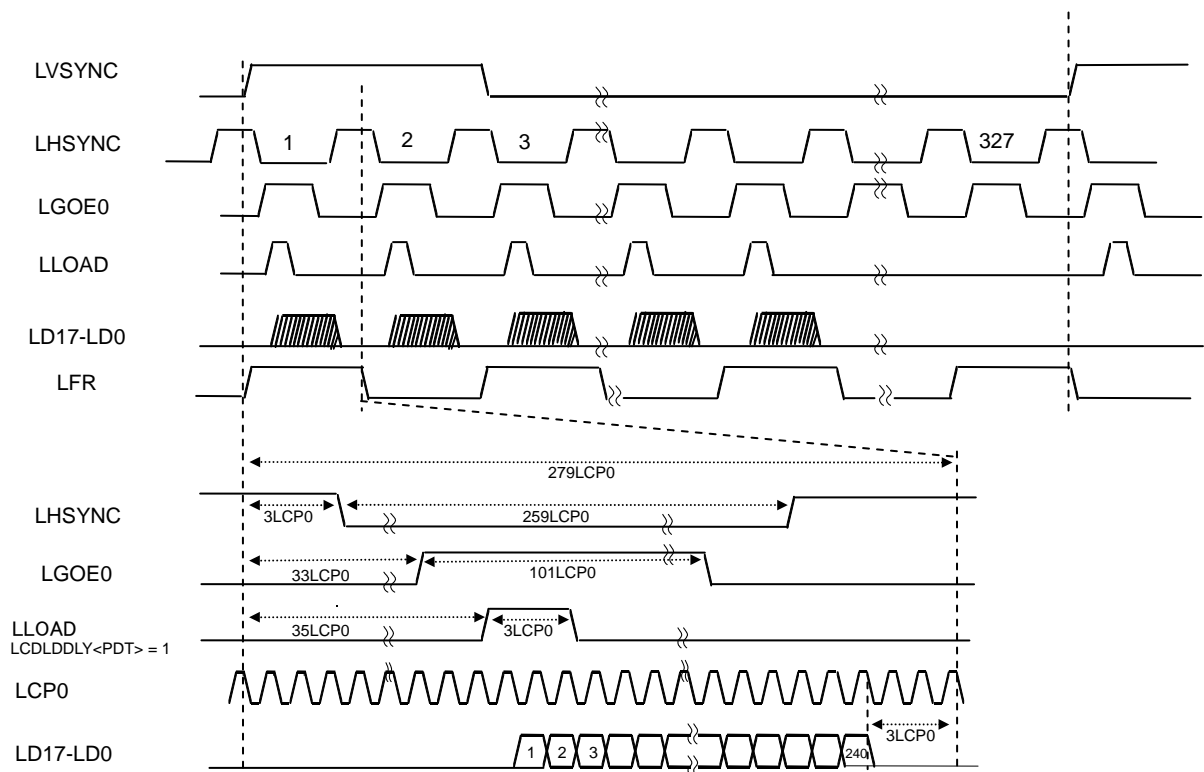 LVSYNC
LHSYNC
1 2 3 327
LGOE0
LLOAD
LD17-LD0
LFR
279LCP0
LHSYNC
3LCP0 259LCP0
LGOE0
33LCP0 101LCP0
LLOAD
LCDLDDLY<PDT> = 1
35LCP0 3LCP0
LCP0
3LCP0
LD17-LD0
1 2 3 240